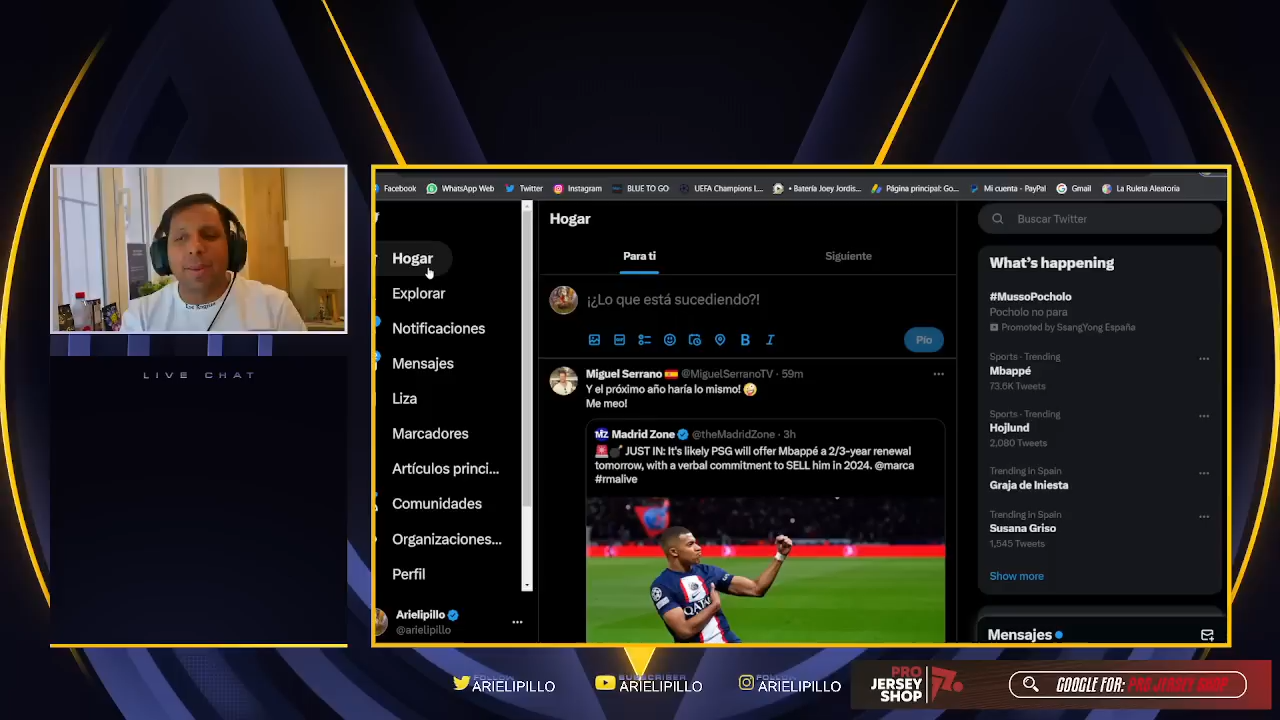 LIVE CHAT
Facebook
WhatsApp Web
Twitter
Instagram
BLUE TO GO
UEFA Champions L...
• Batería Joey Jordis...
Página principal: Go...
Mi cuenta - PayPal
Gmail
La Ruleta Aleatoria
Hogar
Explorar
Notificaciones
Mensajes
Liza
Marcadores
Artículos princi...
Comunidades
Organizaciones...
Perfil
Arielipillo
@arielipillo
Hogar
Para ti
Siguiente
¡¿Lo que está sucediendo?!
Pío
Miguel Serrano @MiguelSerranoTV · 59m
Y el próximo año haría lo mismo!
Me meo!
MZ Madrid Zone @theMadridZone · 3h
JUST IN: It's likely PSG will offer Mbappé a 2/3-year renewal
tomorrow, with a verbal commitment to SELL him in 2024. @marca
#rmalive
QATAR
Buscar Twitter
What's happening
#MussoPocholo
Pocholo no para
Promoted by SsangYong España
Sports · Trending
Mbappé
73.6K Tweets
Sports · Trending
Hojlund
2,080 Tweets
Trending in Spain
Graja de Iniesta
Trending in Spain
Susana Griso
1,545 Tweets
Show more
Mensajes
FOLLOW
ARIELIPILLO
SUBSCRIBER
ARIELIPILLO
FOLLOW
ARIELIPILLO
PRO
JERSEY
SHOP
GOOGLE FOR: PRO JERSEY SHOP